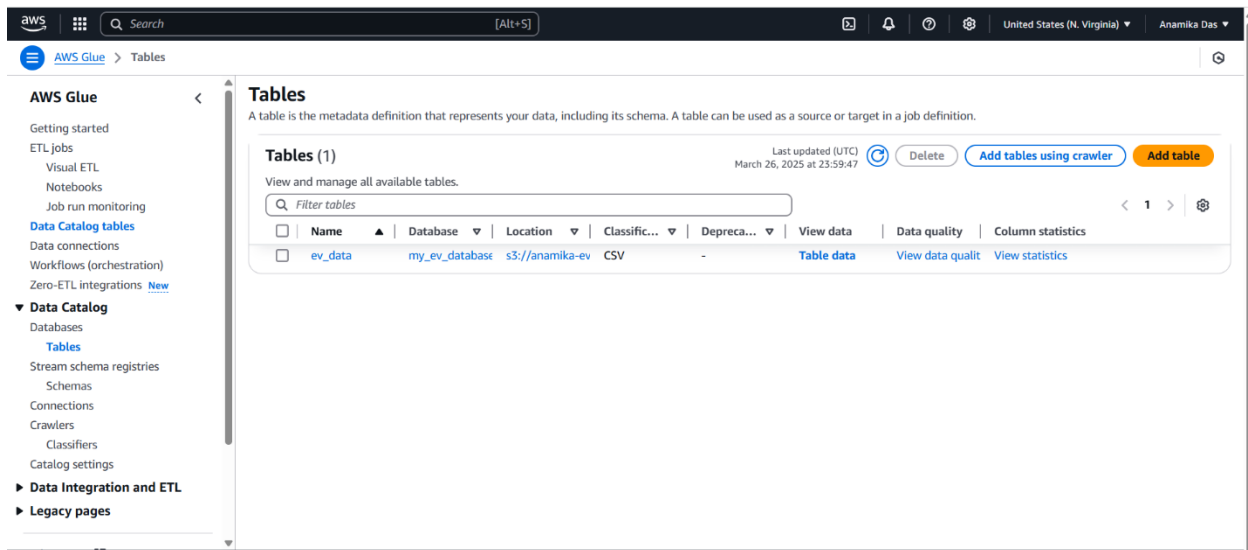 aws Search [Alt+S] United States (N. Virginia) ▼ Anamika Das ▼
AWS Glue > Tables
AWS Glue
Getting started
ETL jobs
Visual ETL
Notebooks
Job run monitoring
Data Catalog tables
Data connections
Workflows (orchestration)
Zero-ETL integrations New
Data Catalog
Databases
Tables
Stream schema registries
Schemas
Connections
Crawlers
Classifiers
Catalog settings
Data Integration and ETL
Legacy pages
Tables
A table is the metadata definition that represents your data, including its schema. A table can be used as a source or target in a job definition.
Tables (1)
Last updated (UTC)
March 26, 2025 at 23:59:47
Delete Add tables using crawler Add table
View and manage all available tables.
Filter tables
< 1 >
Name Database Location Classific... Depreca... View data Data quality Column statistics
ev_data my_ev_database s3://anamika-ev CSV - Table data View data qualit View statistics